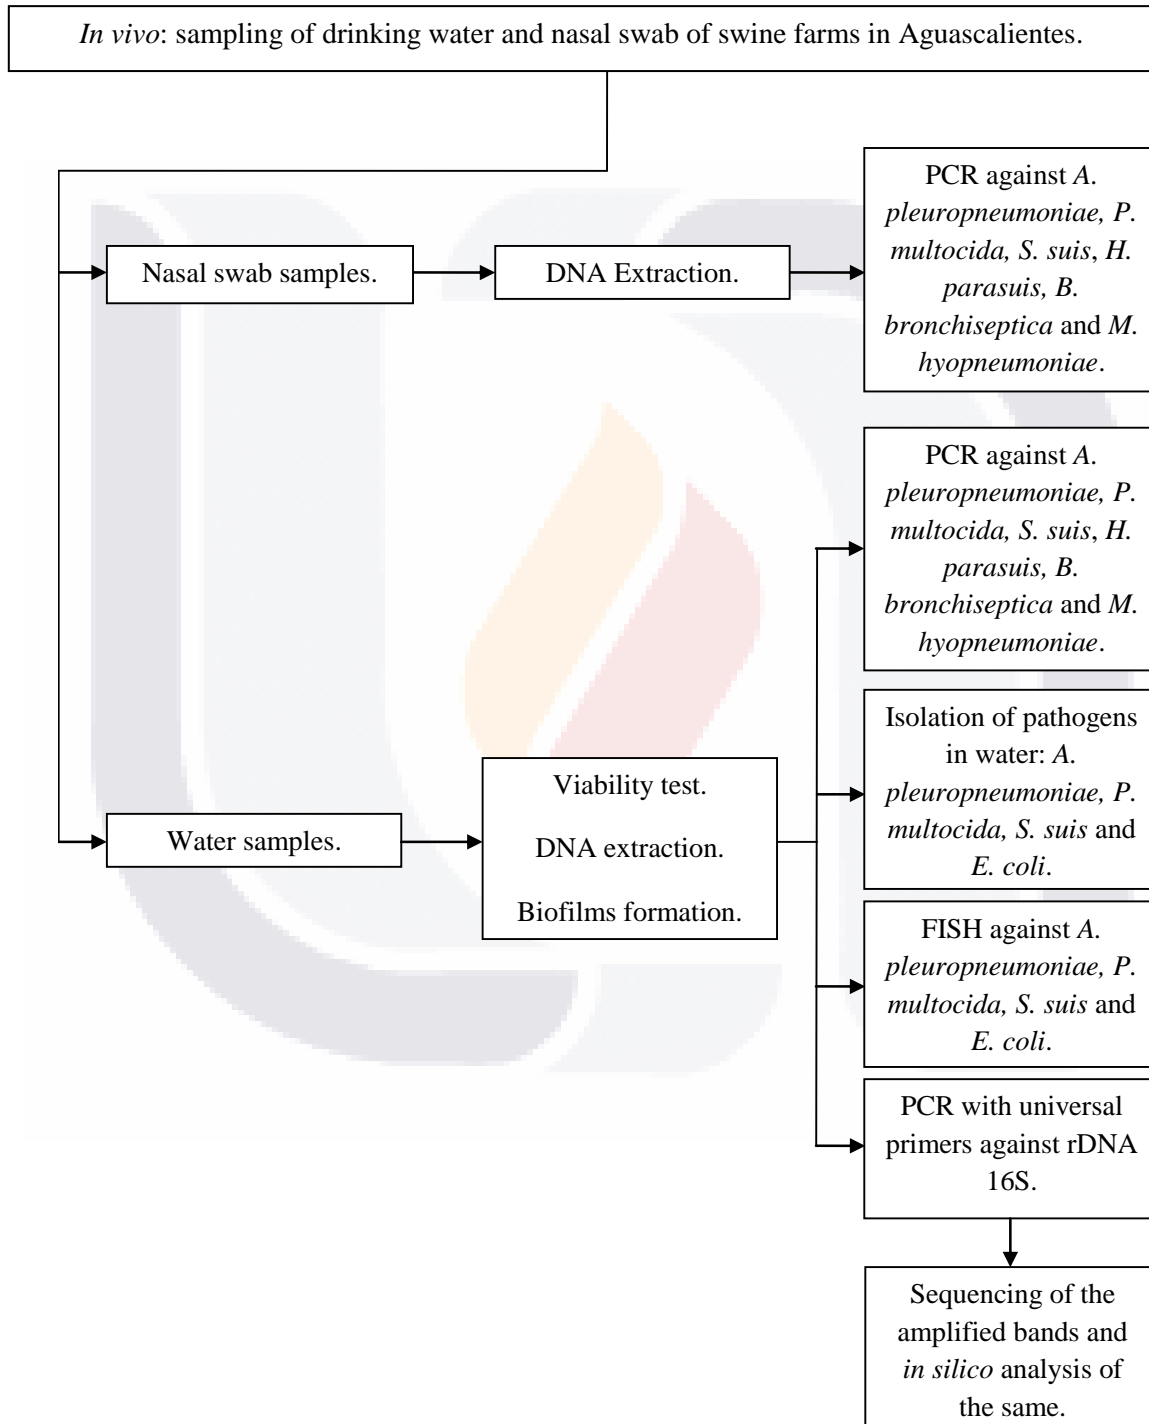 In vivo: sampling of drinking water and nasal swab of swine farms in Aguascalientes.
PCR against A.
pleuropneumoniae, P.
multocida, S. suis, H.
parasuis, B.
bronchiseptica and M.
hyopneumoniae.
Nasal swab samples.
DNA Extraction.
PCR against A.
pleuropneumoniae, P.
multocida, S. suis, H.
parasuis, B.
bronchiseptica and M.
hyopneumoniae.
Isolation of pathogens
in water: A.
pleuropneumoniae, P.
multocida, S. suis and
E. coli.
Water samples.
Viability test.
DNA extraction.
Biofilms formation.
FISH against A.
pleuropneumoniae, P.
multocida, S. suis and
E. coli.
PCR with universal
primers against rDNA
16S.
Sequencing of the
amplified bands and
in silico analysis of
the same.